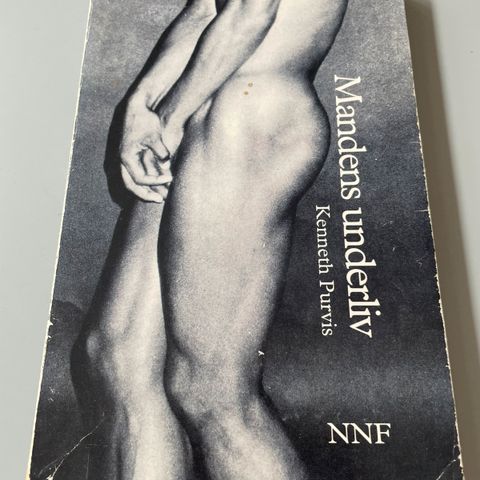 Mandens underliv
Kenneth Purvis
NNF